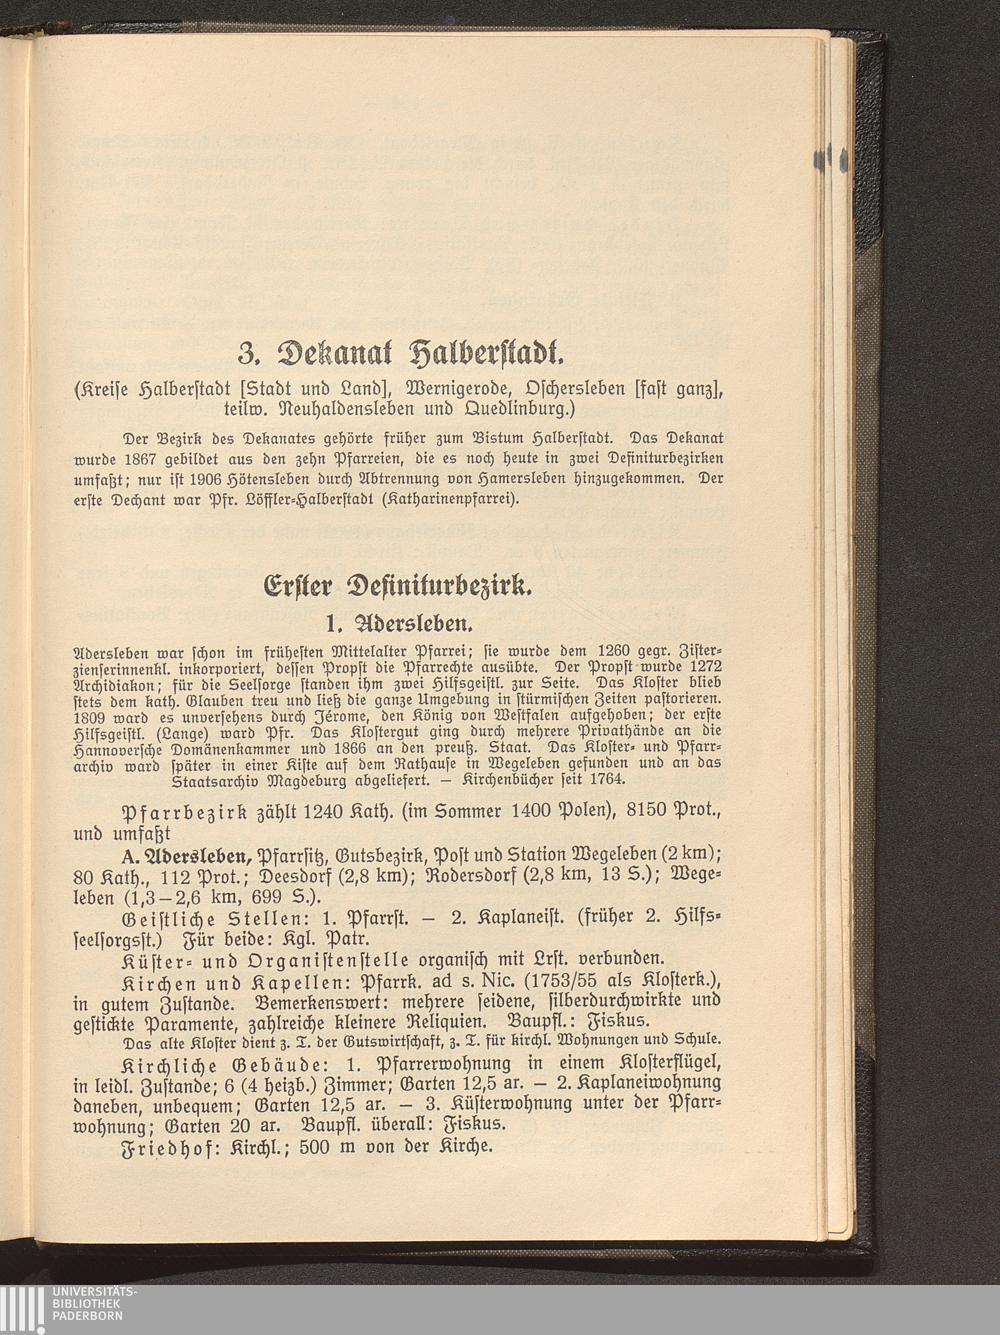 3. Dekanat Halberstadt.
(Kreise Halberstadt [Stadt und Land], Wernigerode, Oschersleben [fast ganz],
teilw. Neuhaldensleben und Quedlinburg.)
Der Bezirk des Dekanates gehörte früher zum Bistum Halberstadt. Das Dekanat
wurde 1867 gebildet aus den zehn Pfarreien, die es noch heute in zwei Definiturbezirken
umfaßt; nur ist 1906 Hötensleben durch Abtrennung von Hamersleben hinzugekommen. Der
erste Dechant war Pfr. Löffler-Halberstadt (Katharinenpfarrei).
Erster Definiturbezirk.
1. Adersleben.
Adersleben war schon im frühesten Mittelalter Pfarrei; sie wurde dem 1260 gegr. Zister-
zienserinnenkl. inkorporiert, dessen Propst die Pfarrechte ausübte. Der Propst wurde 1272
Archidiakon; für die Seelsorge standen ihm zwei Hilfsgeistl. zur Seite. Das Kloster blieb
stets dem kath. Glauben treu und ließ die ganze Umgebung in stürmischen Zeiten pastorieren.
1809 ward es unversehens durch Jérome, den König von Westfalen aufgehoben; der erste
Hilfsgeistl. (Lange) ward Pfr. Das Klostergut ging durch mehrere Privathände an die
Hannoversche Domänenkammer und 1866 an den preuß. Staat. Das Kloster- und Pfarr-
archiv ward später in einer Kiste auf dem Rathause in Wegeleben gefunden und an das
Staatsarchiv Magdeburg abgeliefert. — Kirchenbücher seit 1764.
Pfarrbezirk zählt 1240 Kath. (im Sommer 1400 Polen), 8150 Prot.,
und umfaßt
A. Adersleben, Pfarrsitz, Gutsbezirk, Post und Station Wegeleben (2 km);
80 Kath., 112 Prot.; Deesdorf (2,8 km); Rodersdorf (2,8 km, 13 S.); Wege-
leben (1,3–2,6 km, 699 S.).
Geistliche Stellen: 1. Pfarrst. — 2. Kaplaneist. (früher 2. Hilfs-
seelsorgsst.) Für beide: Kgl. Patr.
Küster- und Organistenstelle organisch mit Lrst. verbunden.
Kirchen und Kapellen: Pfarrk. ad s. Nic. (1753/55 als Klosterk.),
in gutem Zustande. Bemerkenswert: mehrere seidene, silberdurchwirkte und
gestickte Paramente, zahlreiche kleinere Reliquien. Baupfl.: Fiskus.
Das alte Kloster dient z. T. der Gutswirtschaft, z. T. für kirchl. Wohnungen und Schule.
Kirchliche Gebäude: 1. Pfarrerwohnung in einem Klosterflügel,
in leidl. Zustande; 6 (4 heizb.) Zimmer; Garten 12,5 ar. — 2. Kaplaneiwohnung
daneben, unbequem; Garten 12,5 ar. — 3. Küsterwohnung unter der Pfarr-
wohnung; Garten 20 ar. Baupfl. überall: Fiskus.
Friedhof: Kirchl.; 500 m von der Kirche.
UNIVERSITÄTS-
BIBLIOTHEK
PADERBORN